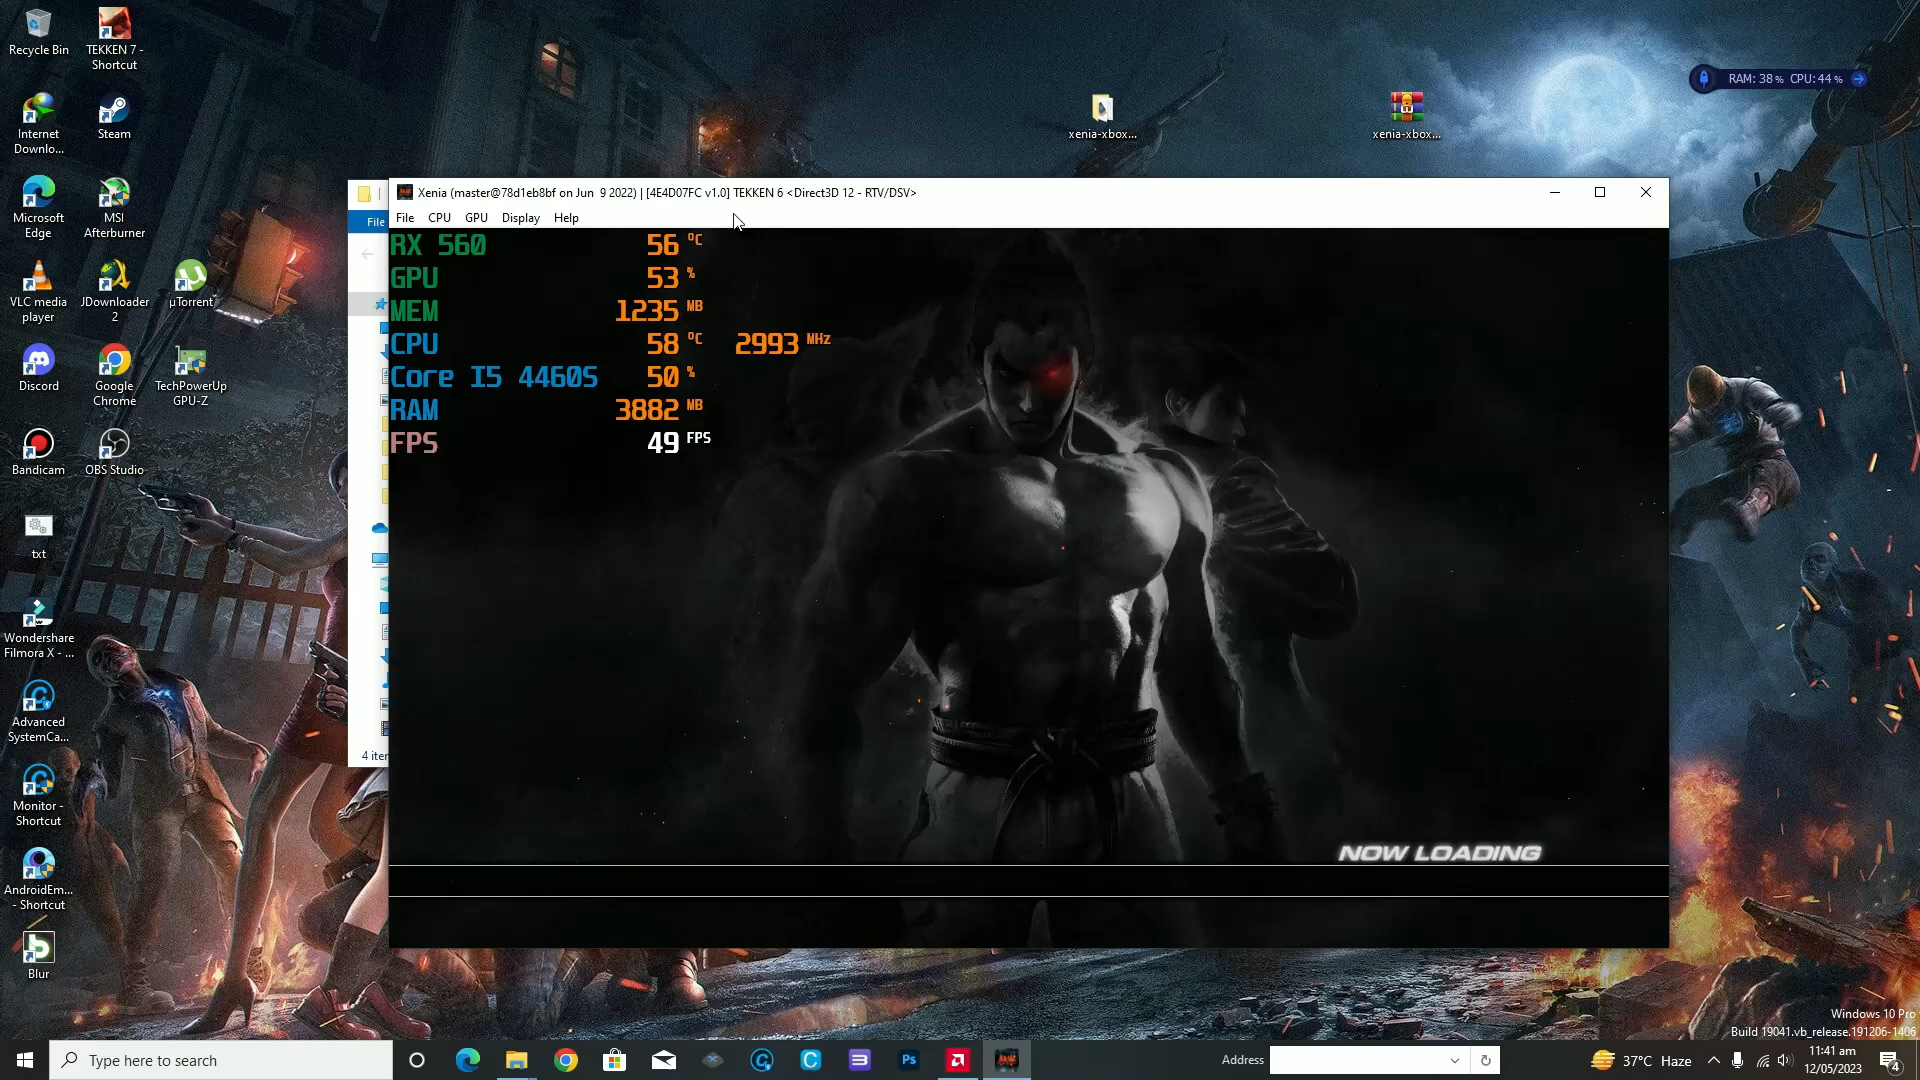 Recycle Bin
TEKKEN 7 -
Shortcut
Internet
Downlo...
Steam
Microsoft
Edge
MSI
Afterburner
VLC media
player
JDownloader
2
µTorrent
Discord
Google
Chrome
TechPowerUp
GPU-Z
Bandicam
OBS Studio
txt
Wondershare
Filmora X - ...
Advanced
SystemCa...
Monitor -
Shortcut
AndroidEm...
- Shortcut
Blur
xenia-xbox...
xenia-xbox...
RAM: 38% CPU: 44%
File
4 iter
Xenia (master@78d1eb8bf on Jun 9 2022) | [4E4D07FC v1.0] TEKKEN 6 <Direct3D 12 - RTV/DSV>
File CPU GPU Display Help
RX 560 56 °C
GPU 53 %
MEM 1235 MB
CPU 58 °C 2993 MHz
Core I5 4460S 50 %
RAM 3882 MB
FPS 49 FPS
NOW LOADING
Windows 10 Pro
Build 19041.vb_release.191206-1406
Type here to search
Ps
Address
37°C Haze
11:41 am
12/05/2023
4